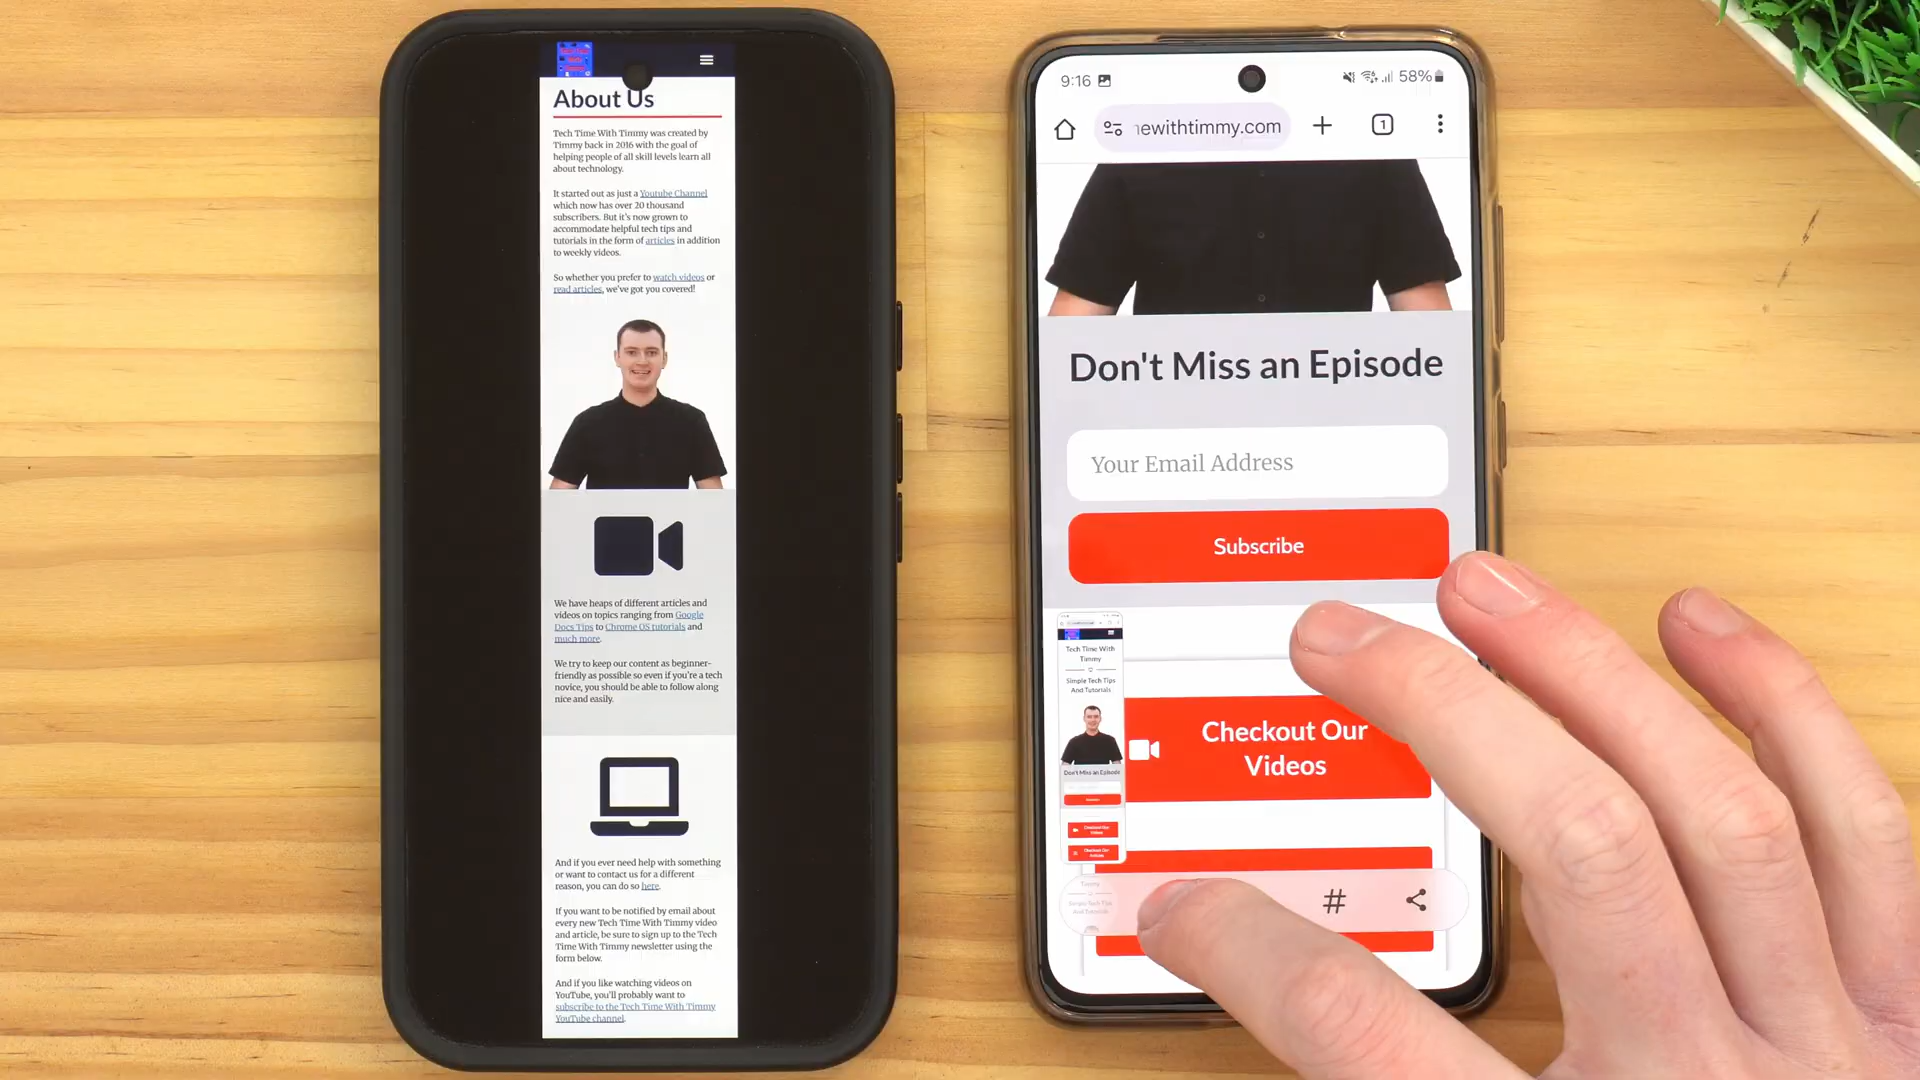 About Us
Tech Time With Timmy was created by
Timmy back in 2016 with the goal of
helping people of all skill levels learn all
about technology.
It started out as just a Youtube Channel
which now has over 20 thousand
subscribers. But it's now grown to
accommodate helpful tech tips and
tutorials in the form of articles in addition
to weekly videos.
So whether you prefer to watch videos or
read articles, we've got you covered!
We have heaps of different articles and
videos on topics ranging from Google
Docs Tips to Chrome OS tutorials and
much more.
We try to keep our content as beginner-
friendly as possible so even if you're a tech
novice, you should be able to follow along
nice and easily.
And if you ever need help with something
or want to contact us for a different
reason, you can do so here.
If you want to be notified by email about
every new Tech Time With Timmy video
and article, be sure to sign up to the Tech
Time With Timmy newsletter using the
form below.
And if you like watching videos on
YouTube, you'll probably want to
subscribe to the Tech Time With Timmy
YouTube channel.
9:16
58%
newithtimmy.com
1
Don't Miss an Episode
Your Email Address
Subscribe
Tech Time With
Timmy
Simple Tech Tips
And Tutorials
Don't Miss an Episode
Checkout Our
Videos
Checkout Our
Videos
Checkout Our
Timmy
Simple Tech Tips
And Tutorials
#